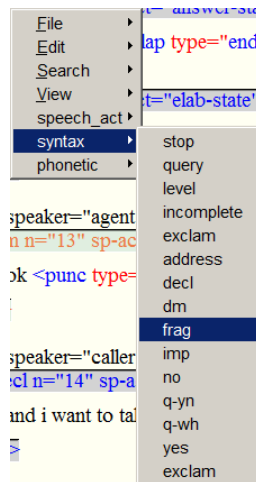 t= answer-sta
File
lap type="end
Edit
Search
View
t="elab-state"
speech_act
syntax
phonetic
stop
query
level
incomplete
exclam
address
decl
dm
frag
imp
no
q-yn
q-wh
yes
exclam
speaker="agent
n n="13" sp-ac
ok <punc type=
speaker="caller
ecl n="14" sp-a
and i want to tal
>